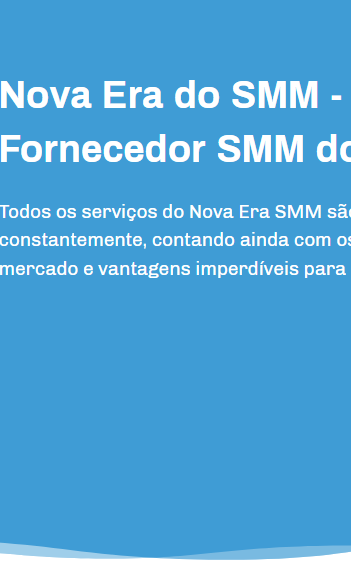 Nova Era do SMM -
Fornecedor SMM do
Todos os serviços do Nova Era SMM são
constantemente, contando ainda com os
mercado e vantagens imperdíveis para